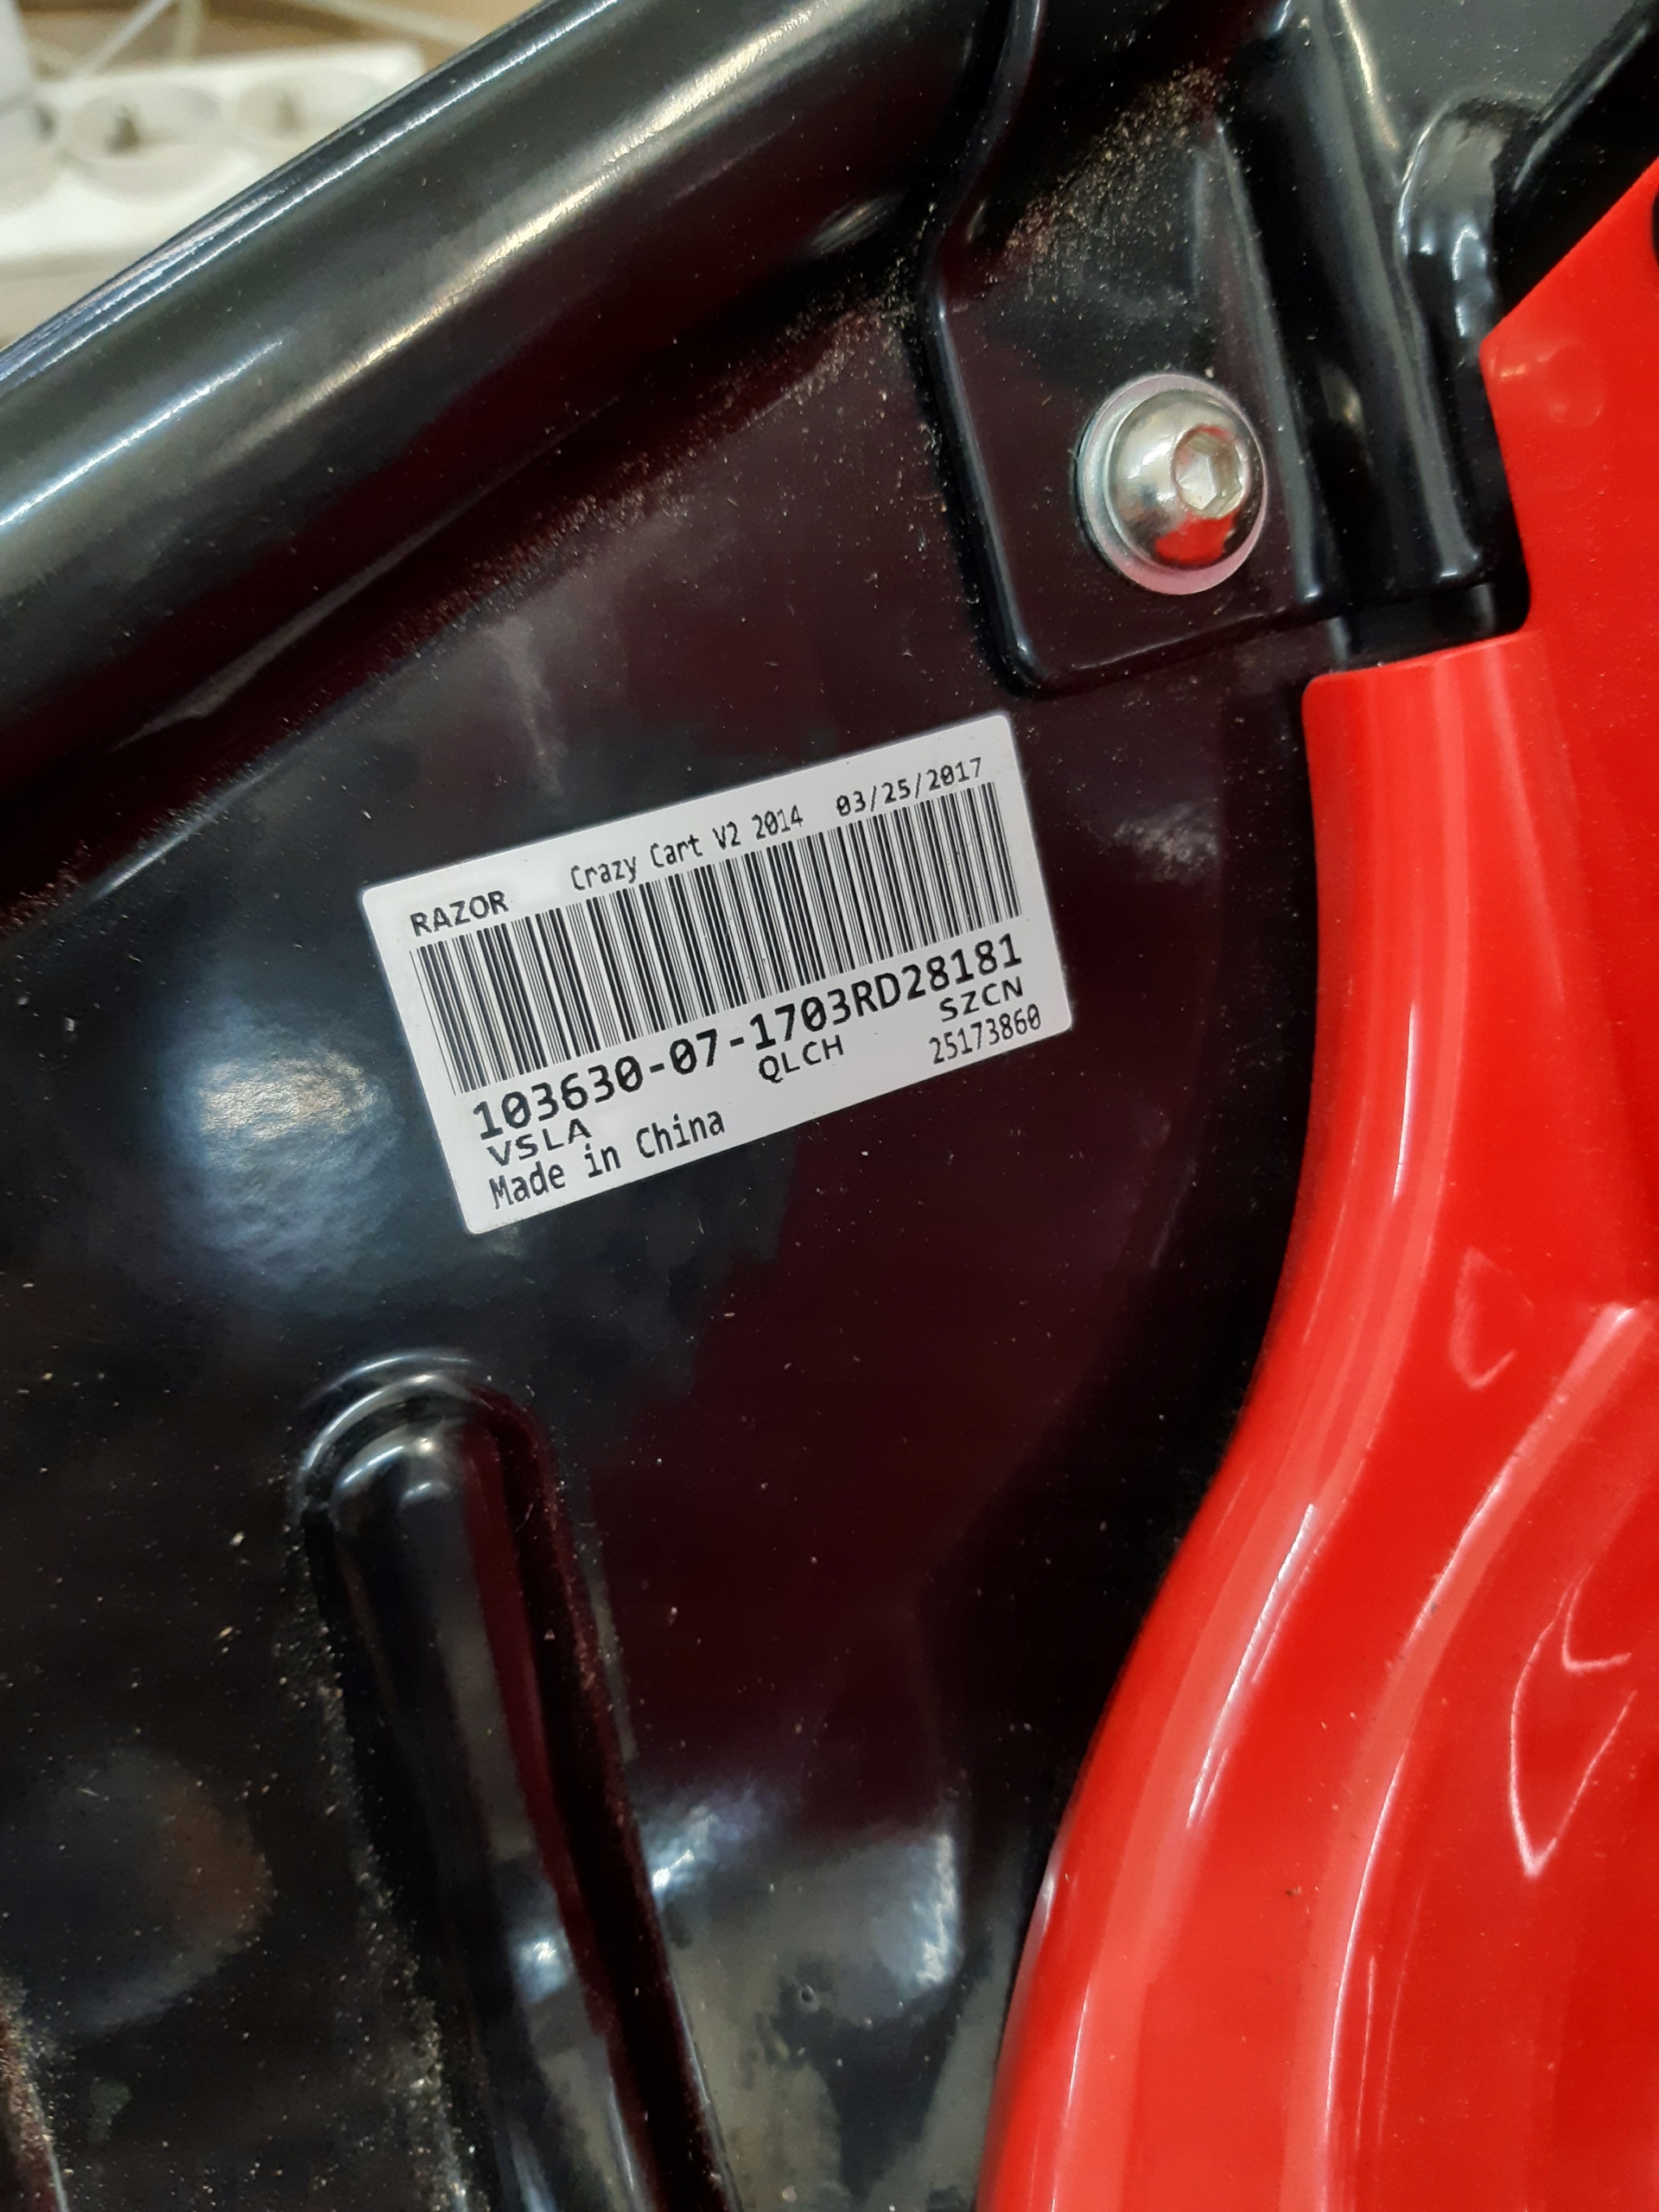 RAZOR Crazy Cart V2 2014 03/25/2017
103630-07-1703RD28181
VSLA QLCH SZCN
Made in China 25173860